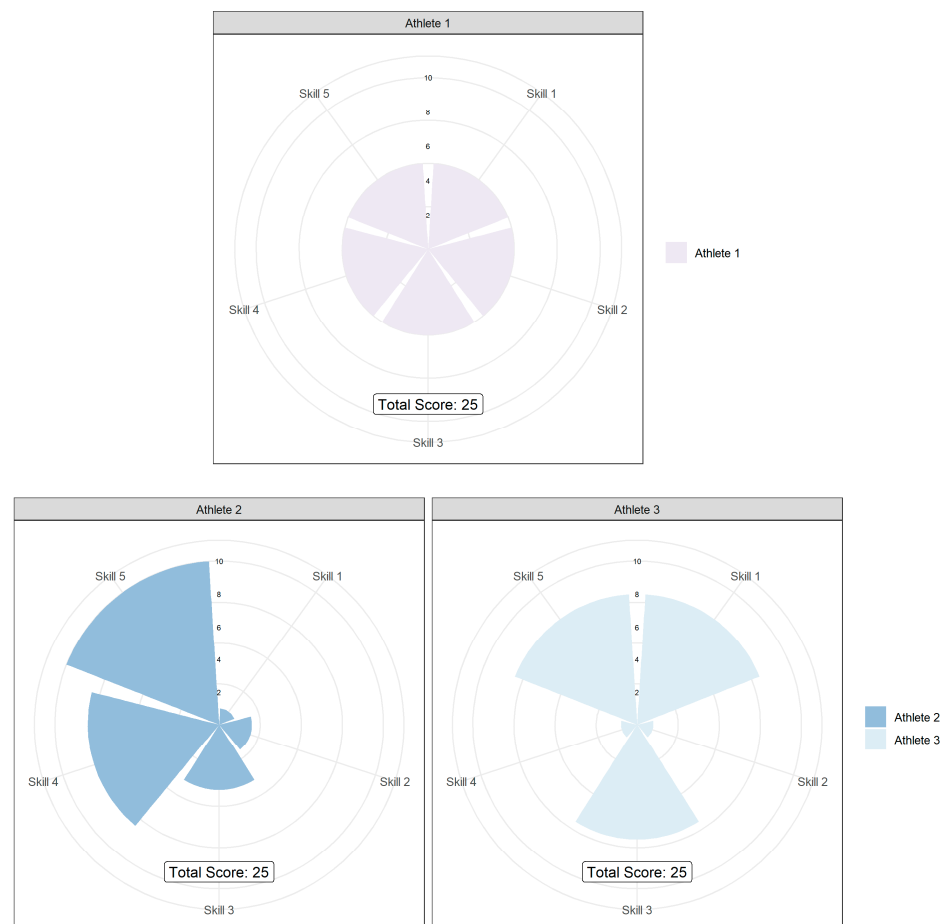 Athlete 1
10
Skill 5
Skill 1
8
6
4
2
Athlete 1
Skill 4
Skill 2
Total Score: 25
Skill 3
Athlete 2
10
Skill 5
Skill 1
8
6
4
2
Skill 4
Skill 2
Total Score: 25
Skill 3
Athlete 3
10
Skill 5
Skill 1
8
6
4
2
Skill 4
Skill 2
Total Score: 25
Skill 3
Athlete 2
Athlete 3